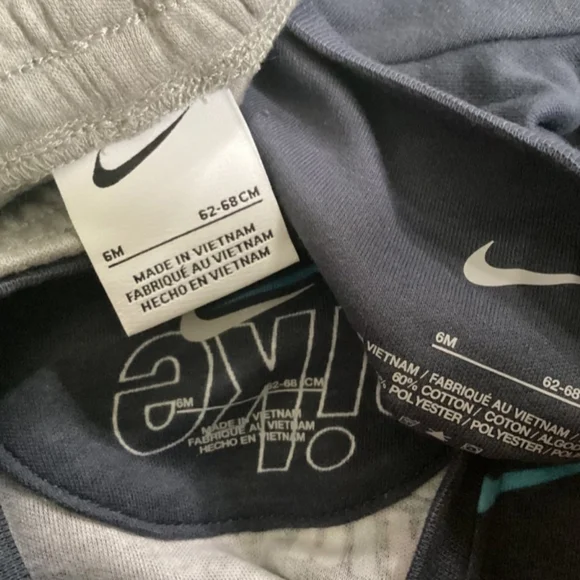 62-68 CM
6M
MADE IN VIETNAM
FABRIQUÉ AU VIETNAM
HECHO EN VIETNAM
62-68 CM
6M
MADE IN VIETNAM
FABRIQUÉ AU VIETNAM
HECHO EN VIETNAM
6M
62-68
VIETNAM / FABRIQUÉ AU VIETNAM /
60% COTTON / COTON / ALGO
POLYESTER / POLYESTER / POL